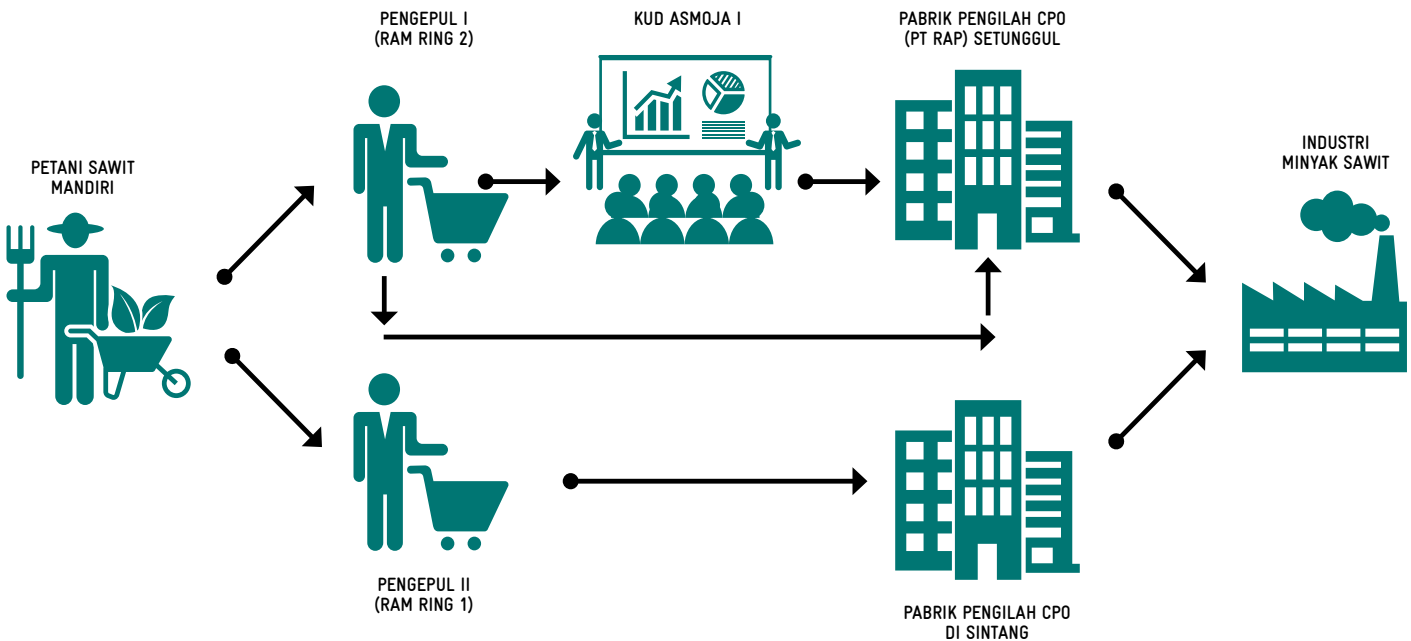 PENGEPUL I
(RAM RING 2)
KUD ASMOJA I
PABRIK PENGILAH CPO
(PT RAP) SETUNGGUL
PETANI SAWIT
MANDIRI
INDUSTRI
MINYAK SAWIT
PENGEPUL II
(RAM RING 1)
PABRIK PENGILAH CPO
DI SINTANG